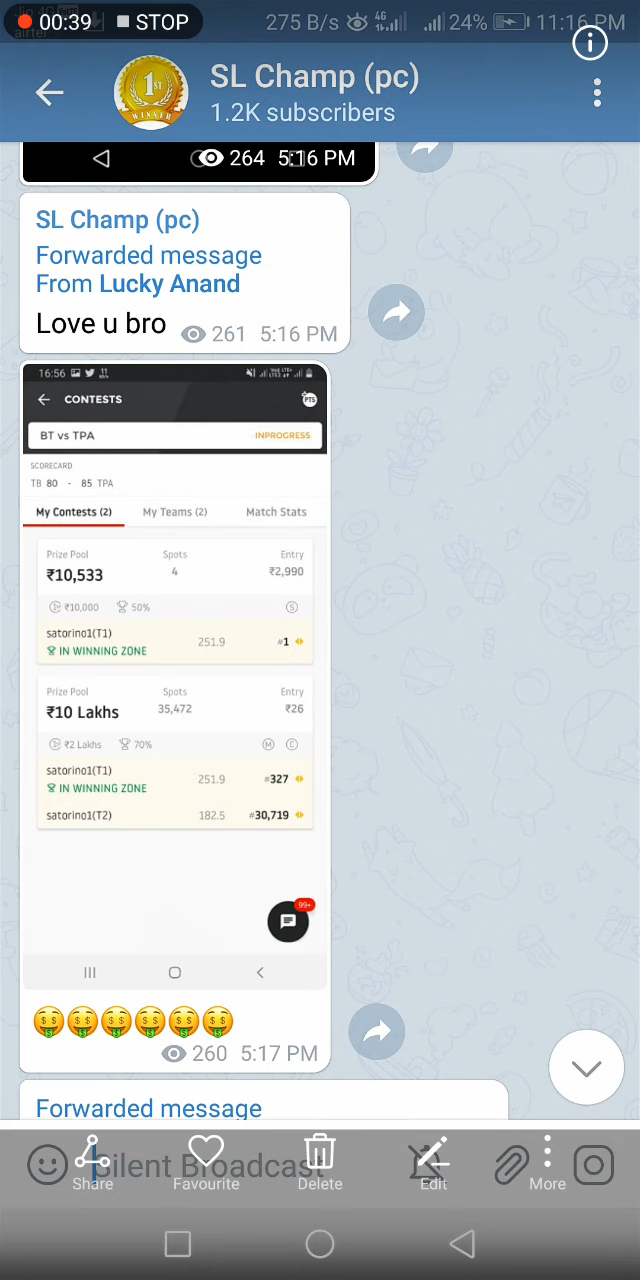 00:39 STOP 275 B/s 4G 24% 11:16 PM
airtel
SL Champ (pc)
1.2K subscribers
1ST
WINNER
264 5:16 PM
SL Champ (pc)
Forwarded message
From Lucky Anand
Love u bro 261 5:16 PM
16:56
CONTESTS PTS
BT vs TPA INPROGRESS
SCORECARD
TB 80 - 85 TPA
My Contests (2) My Teams (2) Match Stats
Prize Pool Spots Entry
₹10,533 4 ₹2,990
₹10,000 50% S
satorino1(T1) 251.9 #1
IN WINNING ZONE
Prize Pool Spots Entry
₹10 Lakhs 35,472 ₹26
₹2 Lakhs 70% M C
satorino1(T1) 251.9 #327
IN WINNING ZONE
satorino1(T2) 182.5 #30,719
99+
260 5:17 PM
Forwarded message
Silent Broadcast
Share Favourite Delete Edit More